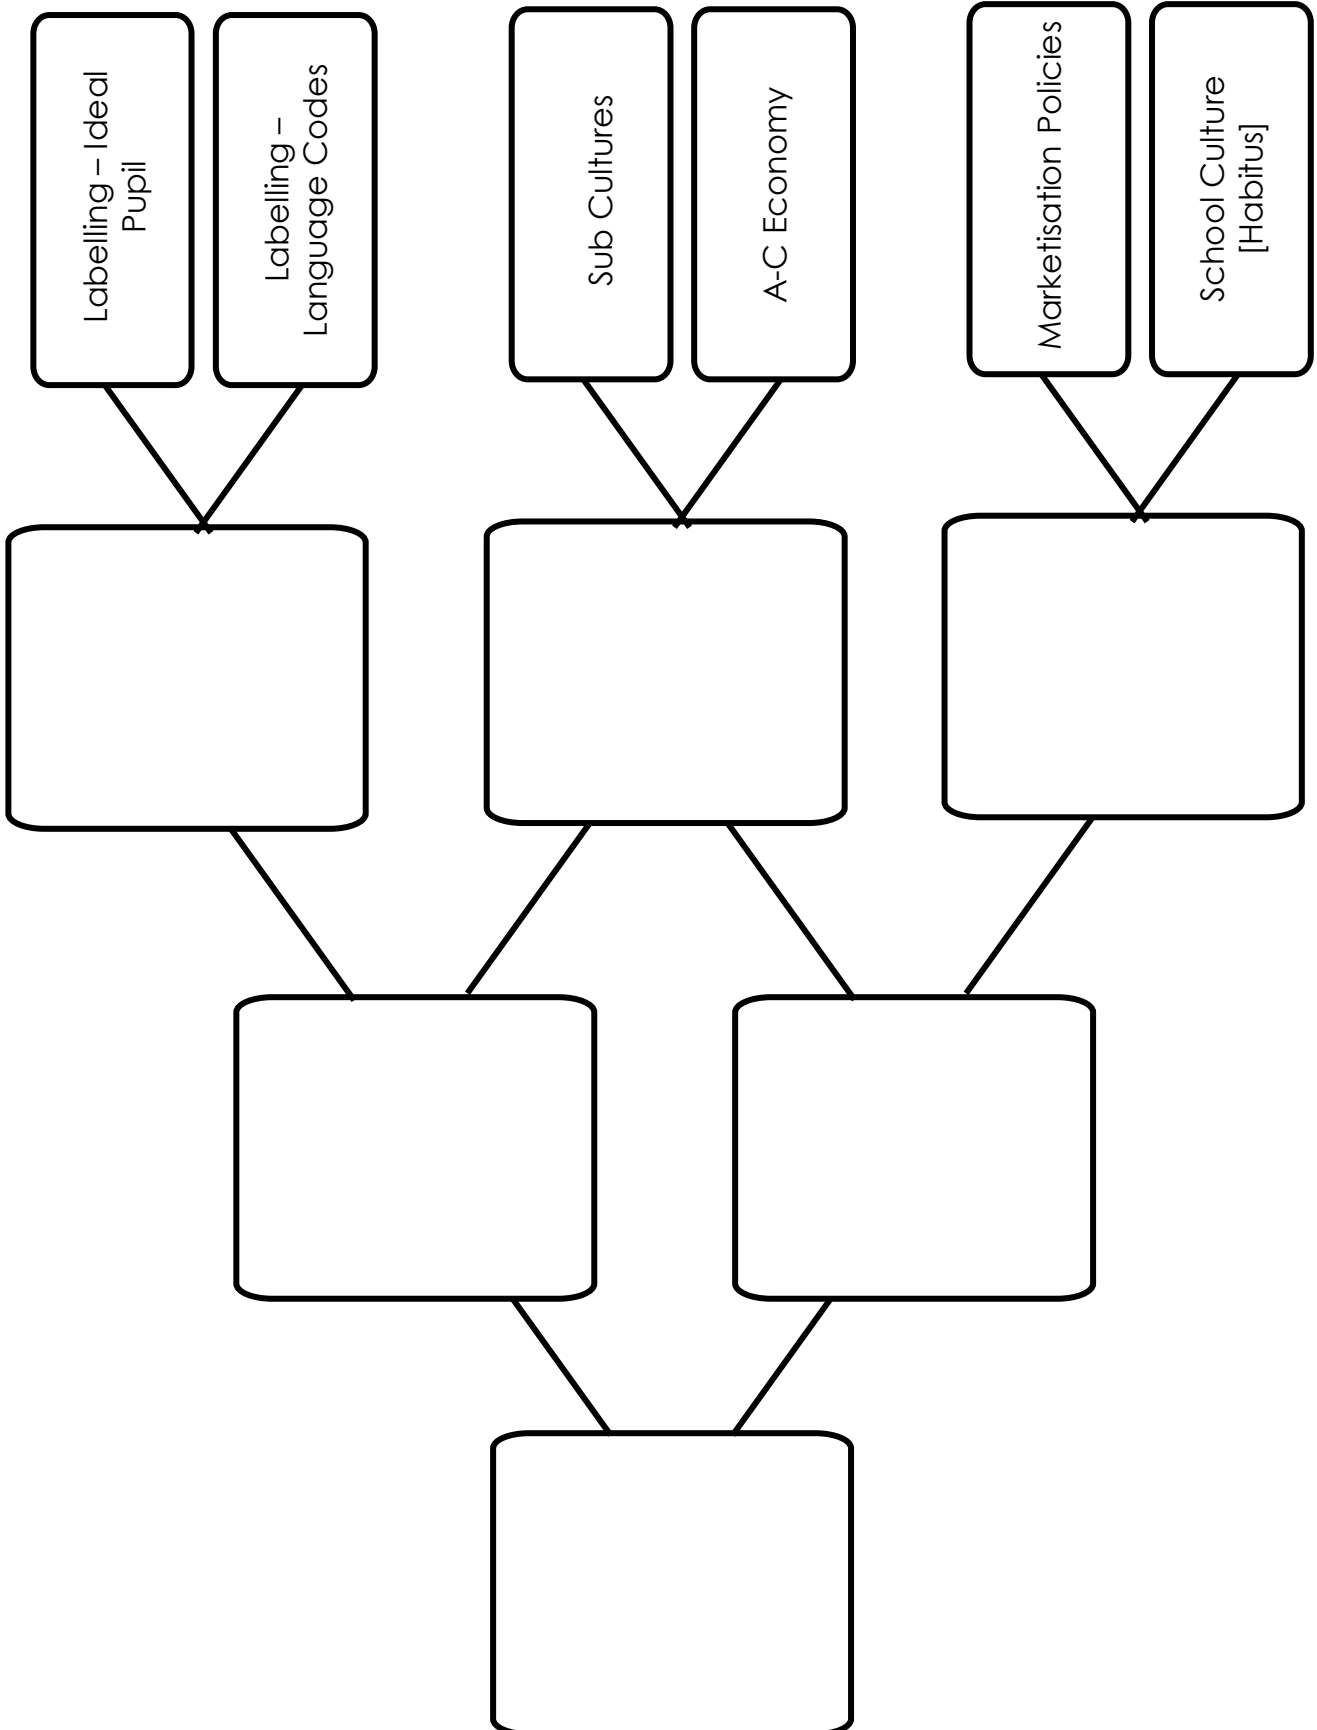 Labelling – Ideal
Pupil
Labelling –
Language Codes
Sub Cultures
A-C Economy
Marketisation Policies
School Culture
[Habitus]